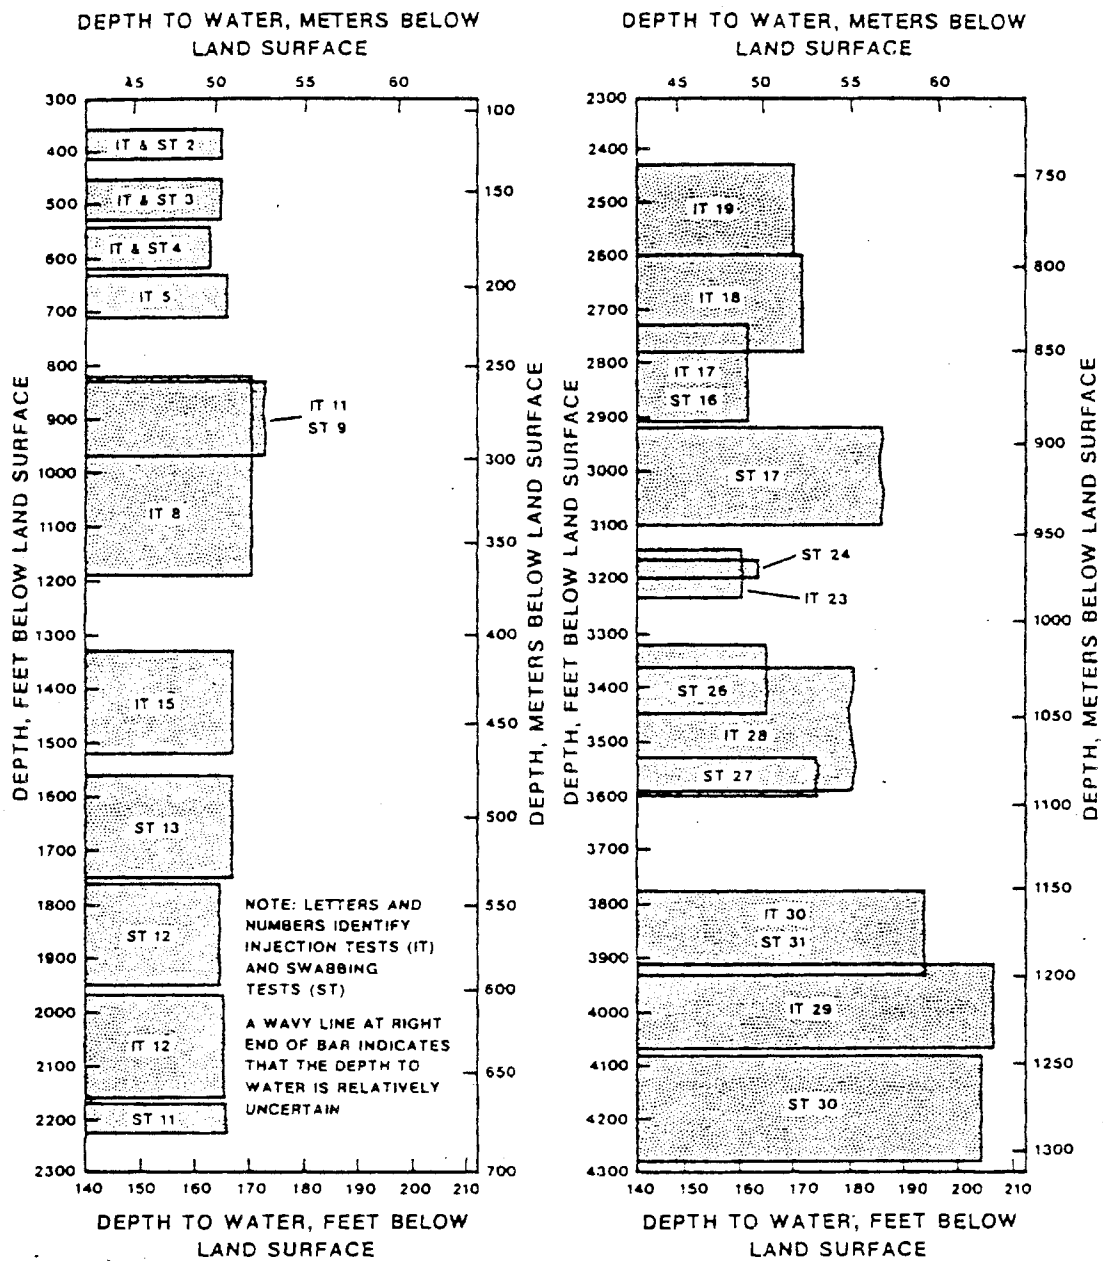 DEPTH TO WATER, METERS BELOW
LAND SURFACE
45 50 55 60
300
400
500
600
700
800
900
1000
1100
1200
1300
1400
1500
1600
1700
1800
1900
2000
2100
2200
2300
DEPTH, FEET BELOW LAND SURFACE
IT & ST 2
IT & ST 3
IT & ST 4
IT 5
IT 11
ST 9
IT 8
IT 15
ST 13
ST 12
IT 12
ST 11
NOTE: LETTERS AND
NUMBERS IDENTIFY
INJECTION TESTS (IT)
AND SWABBING
TESTS (ST)
A WAVY LINE AT RIGHT
END OF BAR INDICATES
THAT THE DEPTH TO
WATER IS RELATIVELY
UNCERTAIN
100
150
200
250
300
350
400
450
500
550
600
650
700
DEPTH, METERS BELOW LAND SURFACE
140 150 160 170 180 190 200 210
DEPTH TO WATER, FEET BELOW
LAND SURFACE
DEPTH TO WATER, METERS BELOW
LAND SURFACE
45 50 55 60
2300
2400
2500
2600
2700
2800
2900
3000
3100
3200
3300
3400
3500
3600
3700
3800
3900
4000
4100
4200
4300
DEPTH, FEET BELOW LAND SURFACE
IT 19
IT 18
IT 17
ST 16
ST 17
ST 24
IT 23
ST 26
IT 28
ST 27
IT 30
ST 31
IT 29
ST 30
750
800
850
900
950
1000
1050
1100
1150
1200
1250
1300
DEPTH, METERS BELOW LAND SURFACE
140 150 160 170 180 190 200 210
DEPTH TO WATER, FEET BELOW
LAND SURFACE